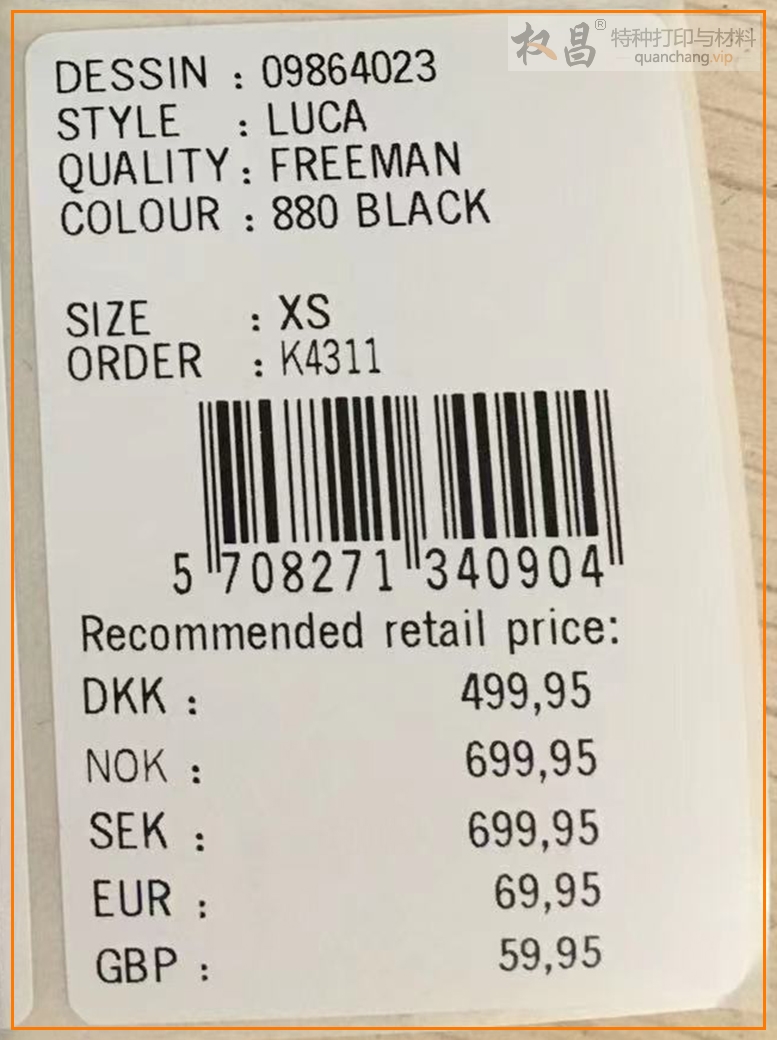 权昌® 特种打印与材料
quanchang.vip
DESSIN : 09864023
STYLE : LUCA
QUALITY : FREEMAN
COLOUR : 880 BLACK
SIZE : XS
ORDER : K4311
5 708271 340904
Recommended retail price:
DKK : 499,95
NOK : 699,95
SEK : 699,95
EUR : 69,95
GBP : 59,95